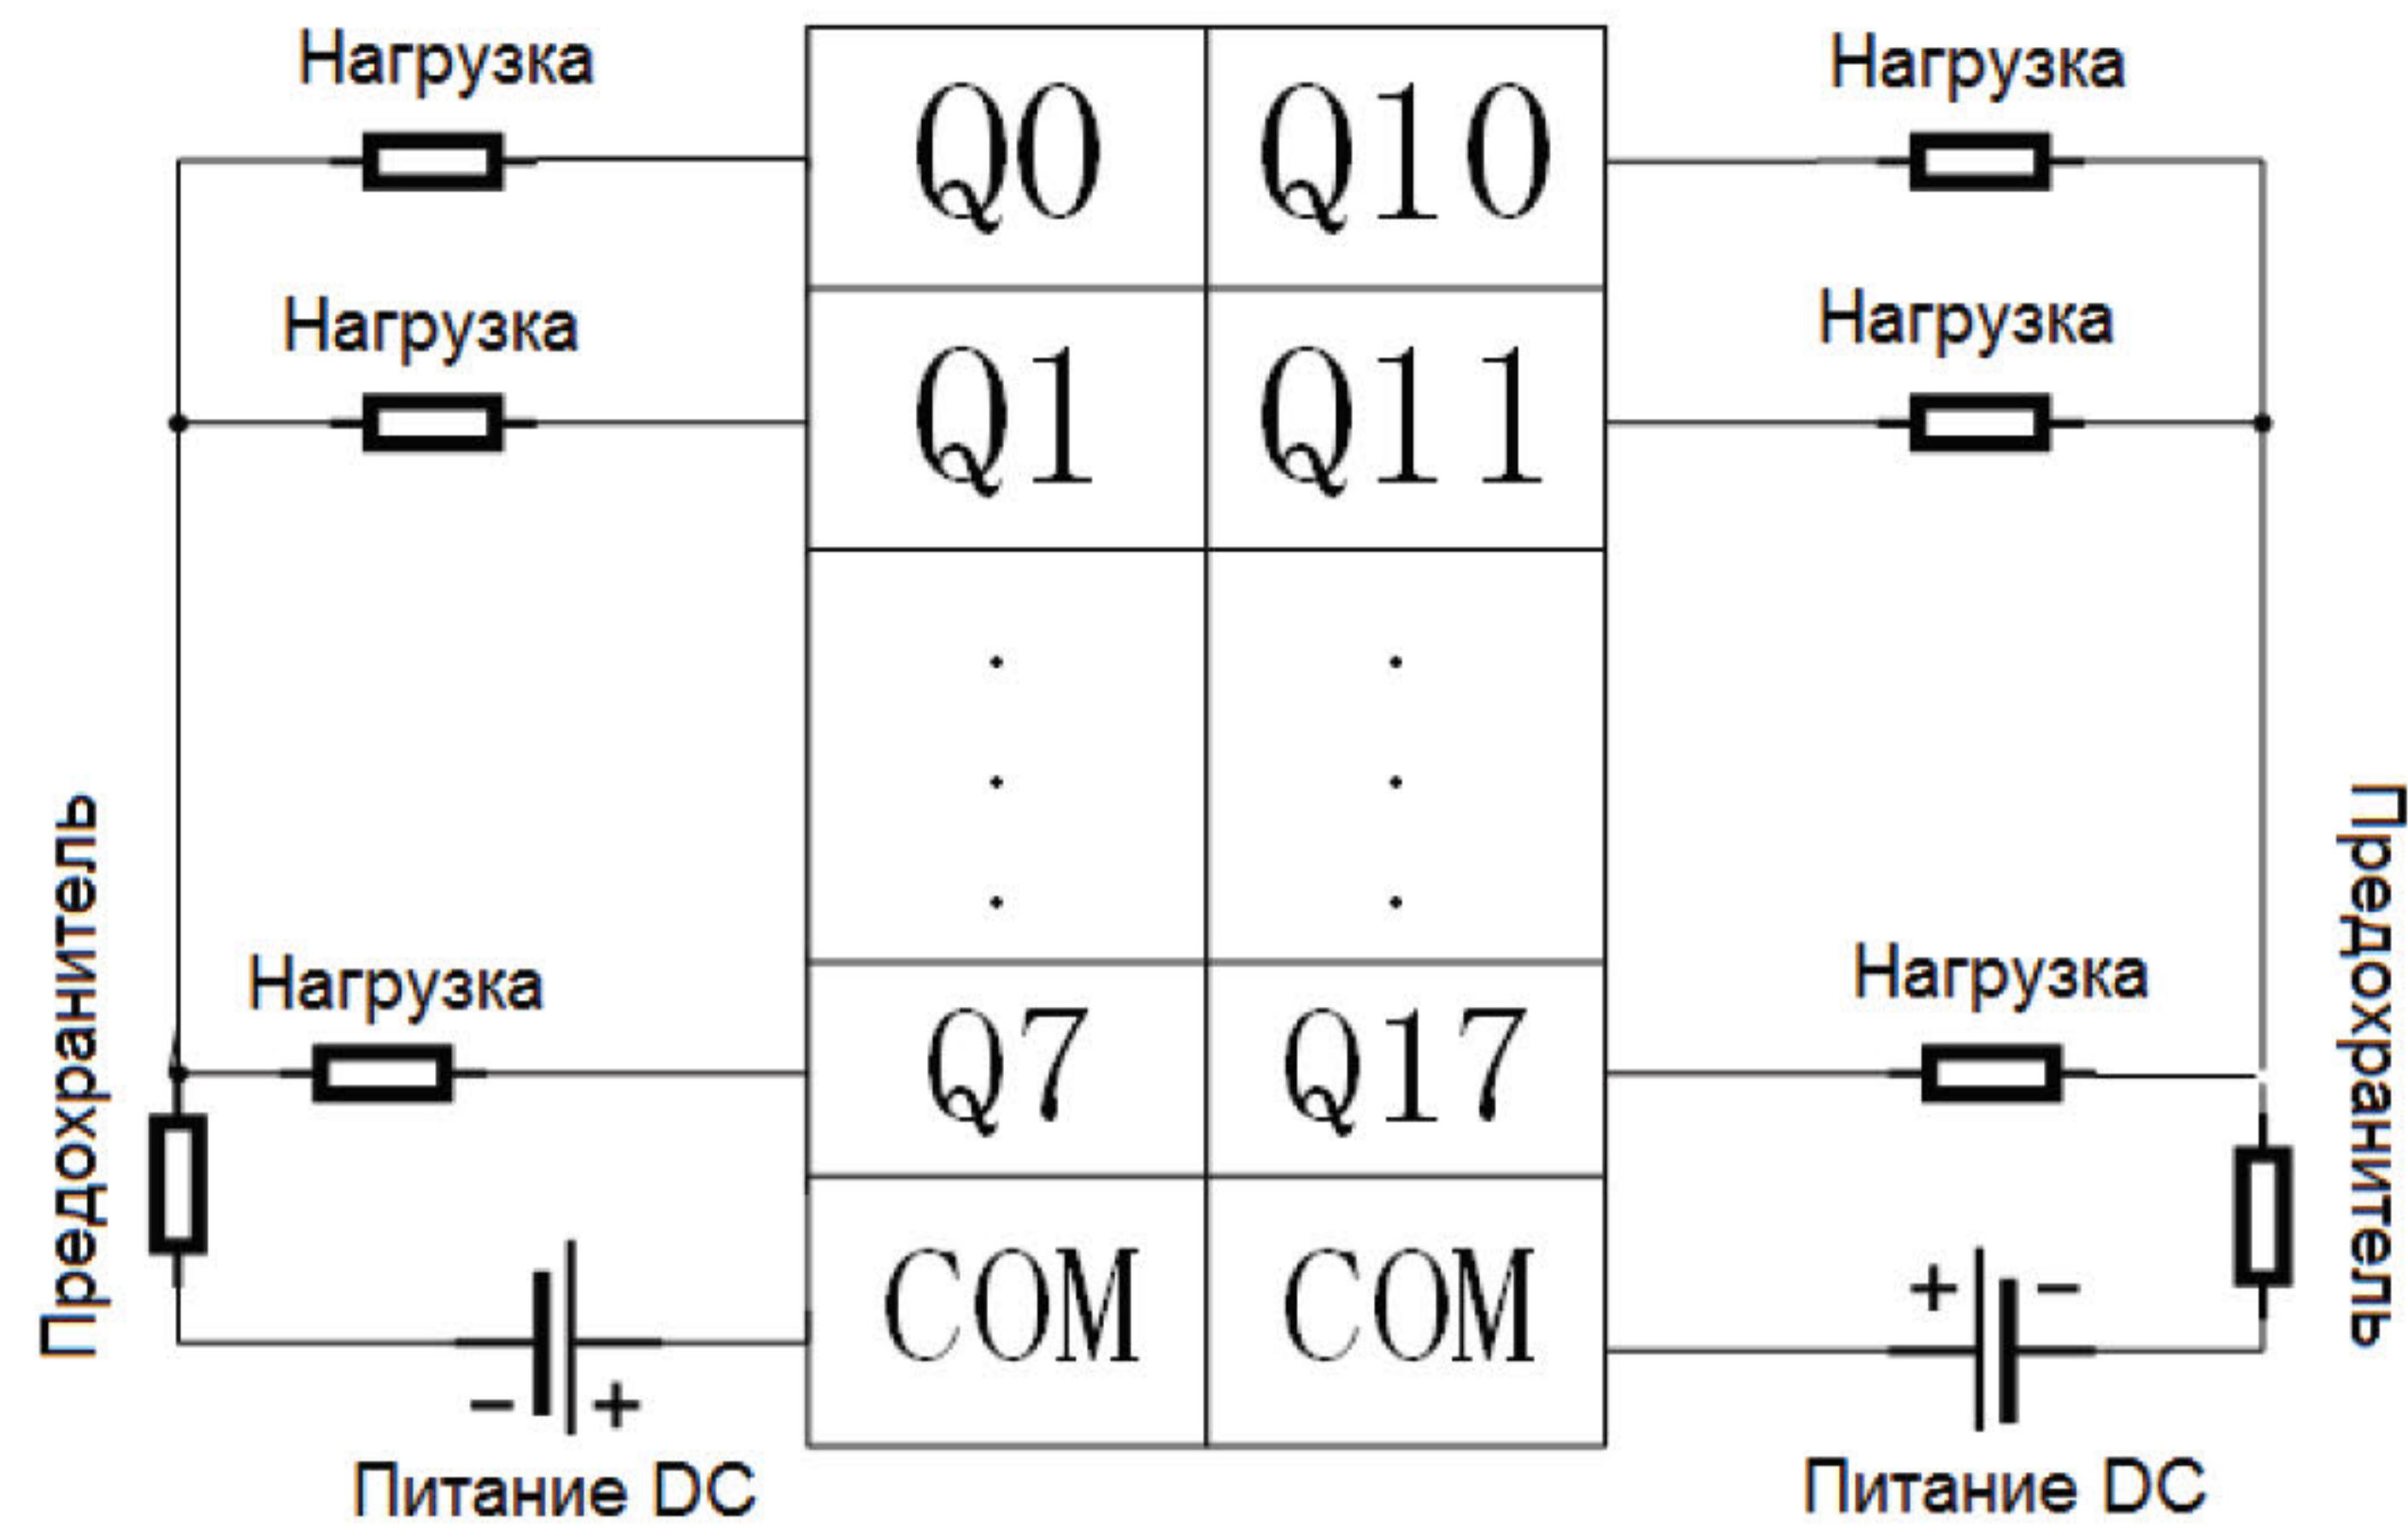 Нагрузка
Q0 Q10
Нагрузка
Нагрузка
Q1 Q11
Нагрузка
Предохранитель
Нагрузка
Q7 Q17
Нагрузка
Предохранитель
COM COM
− +
Питание DC
+ −
Питание DC